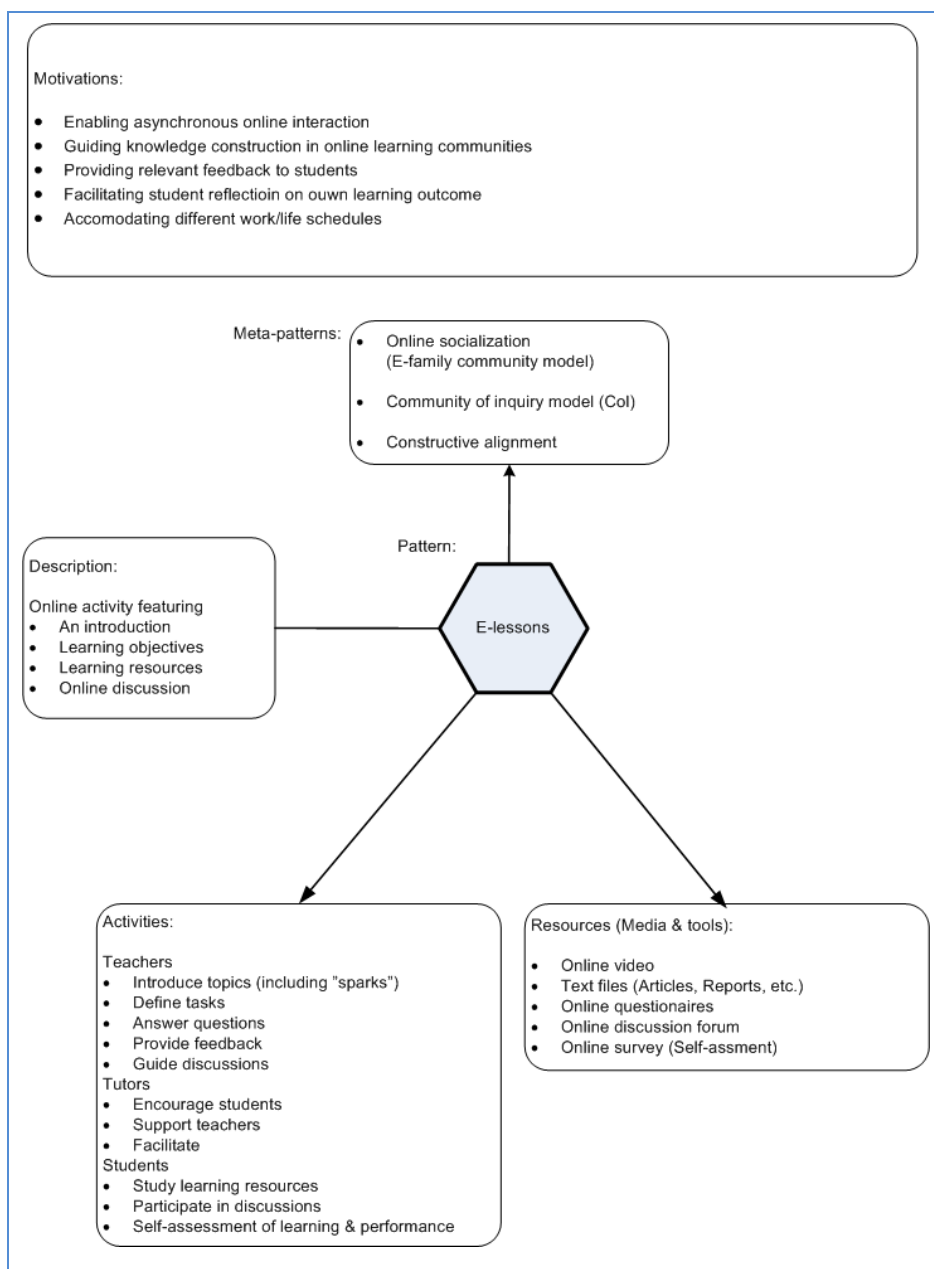 Motivations:
• Enabling asynchronous online interaction
• Guiding knowledge construction in online learning communities
• Providing relevant feedback to students
• Facilitating student reflectioin on ouwn learning outcome
• Accomodating different work/life schedules
Meta-patterns:
• Online socialization
(E-family community model)
• Community of inquiry model (CoI)
• Constructive alignment
Pattern:
E-lessons
Description:
Online activity featuring
• An introduction
• Learning objectives
• Learning resources
• Online discussion
Activities:
Teachers
• Introduce topics (including "sparks")
• Define tasks
• Answer questions
• Provide feedback
• Guide discussions
Tutors
• Encourage students
• Support teachers
• Facilitate
Students
• Study learning resources
• Participate in discussions
• Self-assessment of learning & performance
Resources (Media & tools):
• Online video
• Text files (Articles, Reports, etc.)
• Online questionaires
• Online discussion forum
• Online survey (Self-assment)